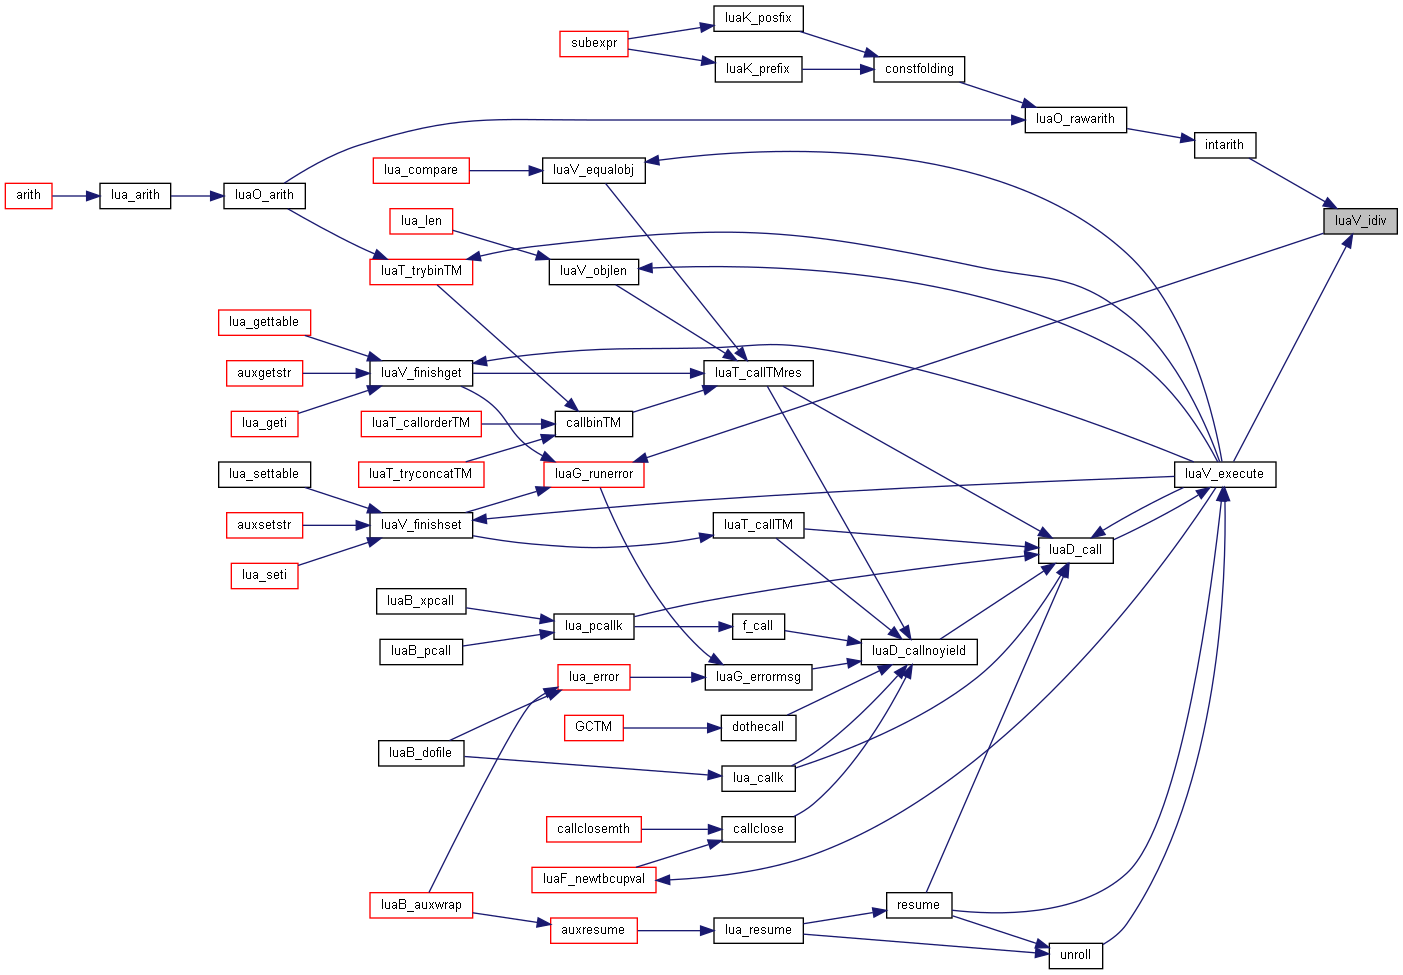 luaK_posfix
subexpr
luaK_prefix
constfolding
luaO_rawarith
intarith
lua_compare
luaV_equalobj
arith
lua_arith
luaO_arith
lua_len
luaV_idiv
luaT_trybinTM
luaV_objlen
lua_gettable
auxgetstr
luaV_finishget
luaT_callTMres
lua_geti
luaT_callorderTM
callbinTM
lua_settable
luaT_tryconcatTM
luaG_runerror
luaV_execute
auxsetstr
luaV_finishset
luaT_callTM
luaD_call
lua_seti
luaB_xpcall
lua_pcallk
f_call
luaB_pcall
luaD_callnoyield
lua_error
luaG_errormsg
GCTM
dothecall
luaB_dofile
lua_callk
callclosemth
callclose
luaF_newtbcupval
luaB_auxwrap
resume
auxresume
lua_resume
unroll